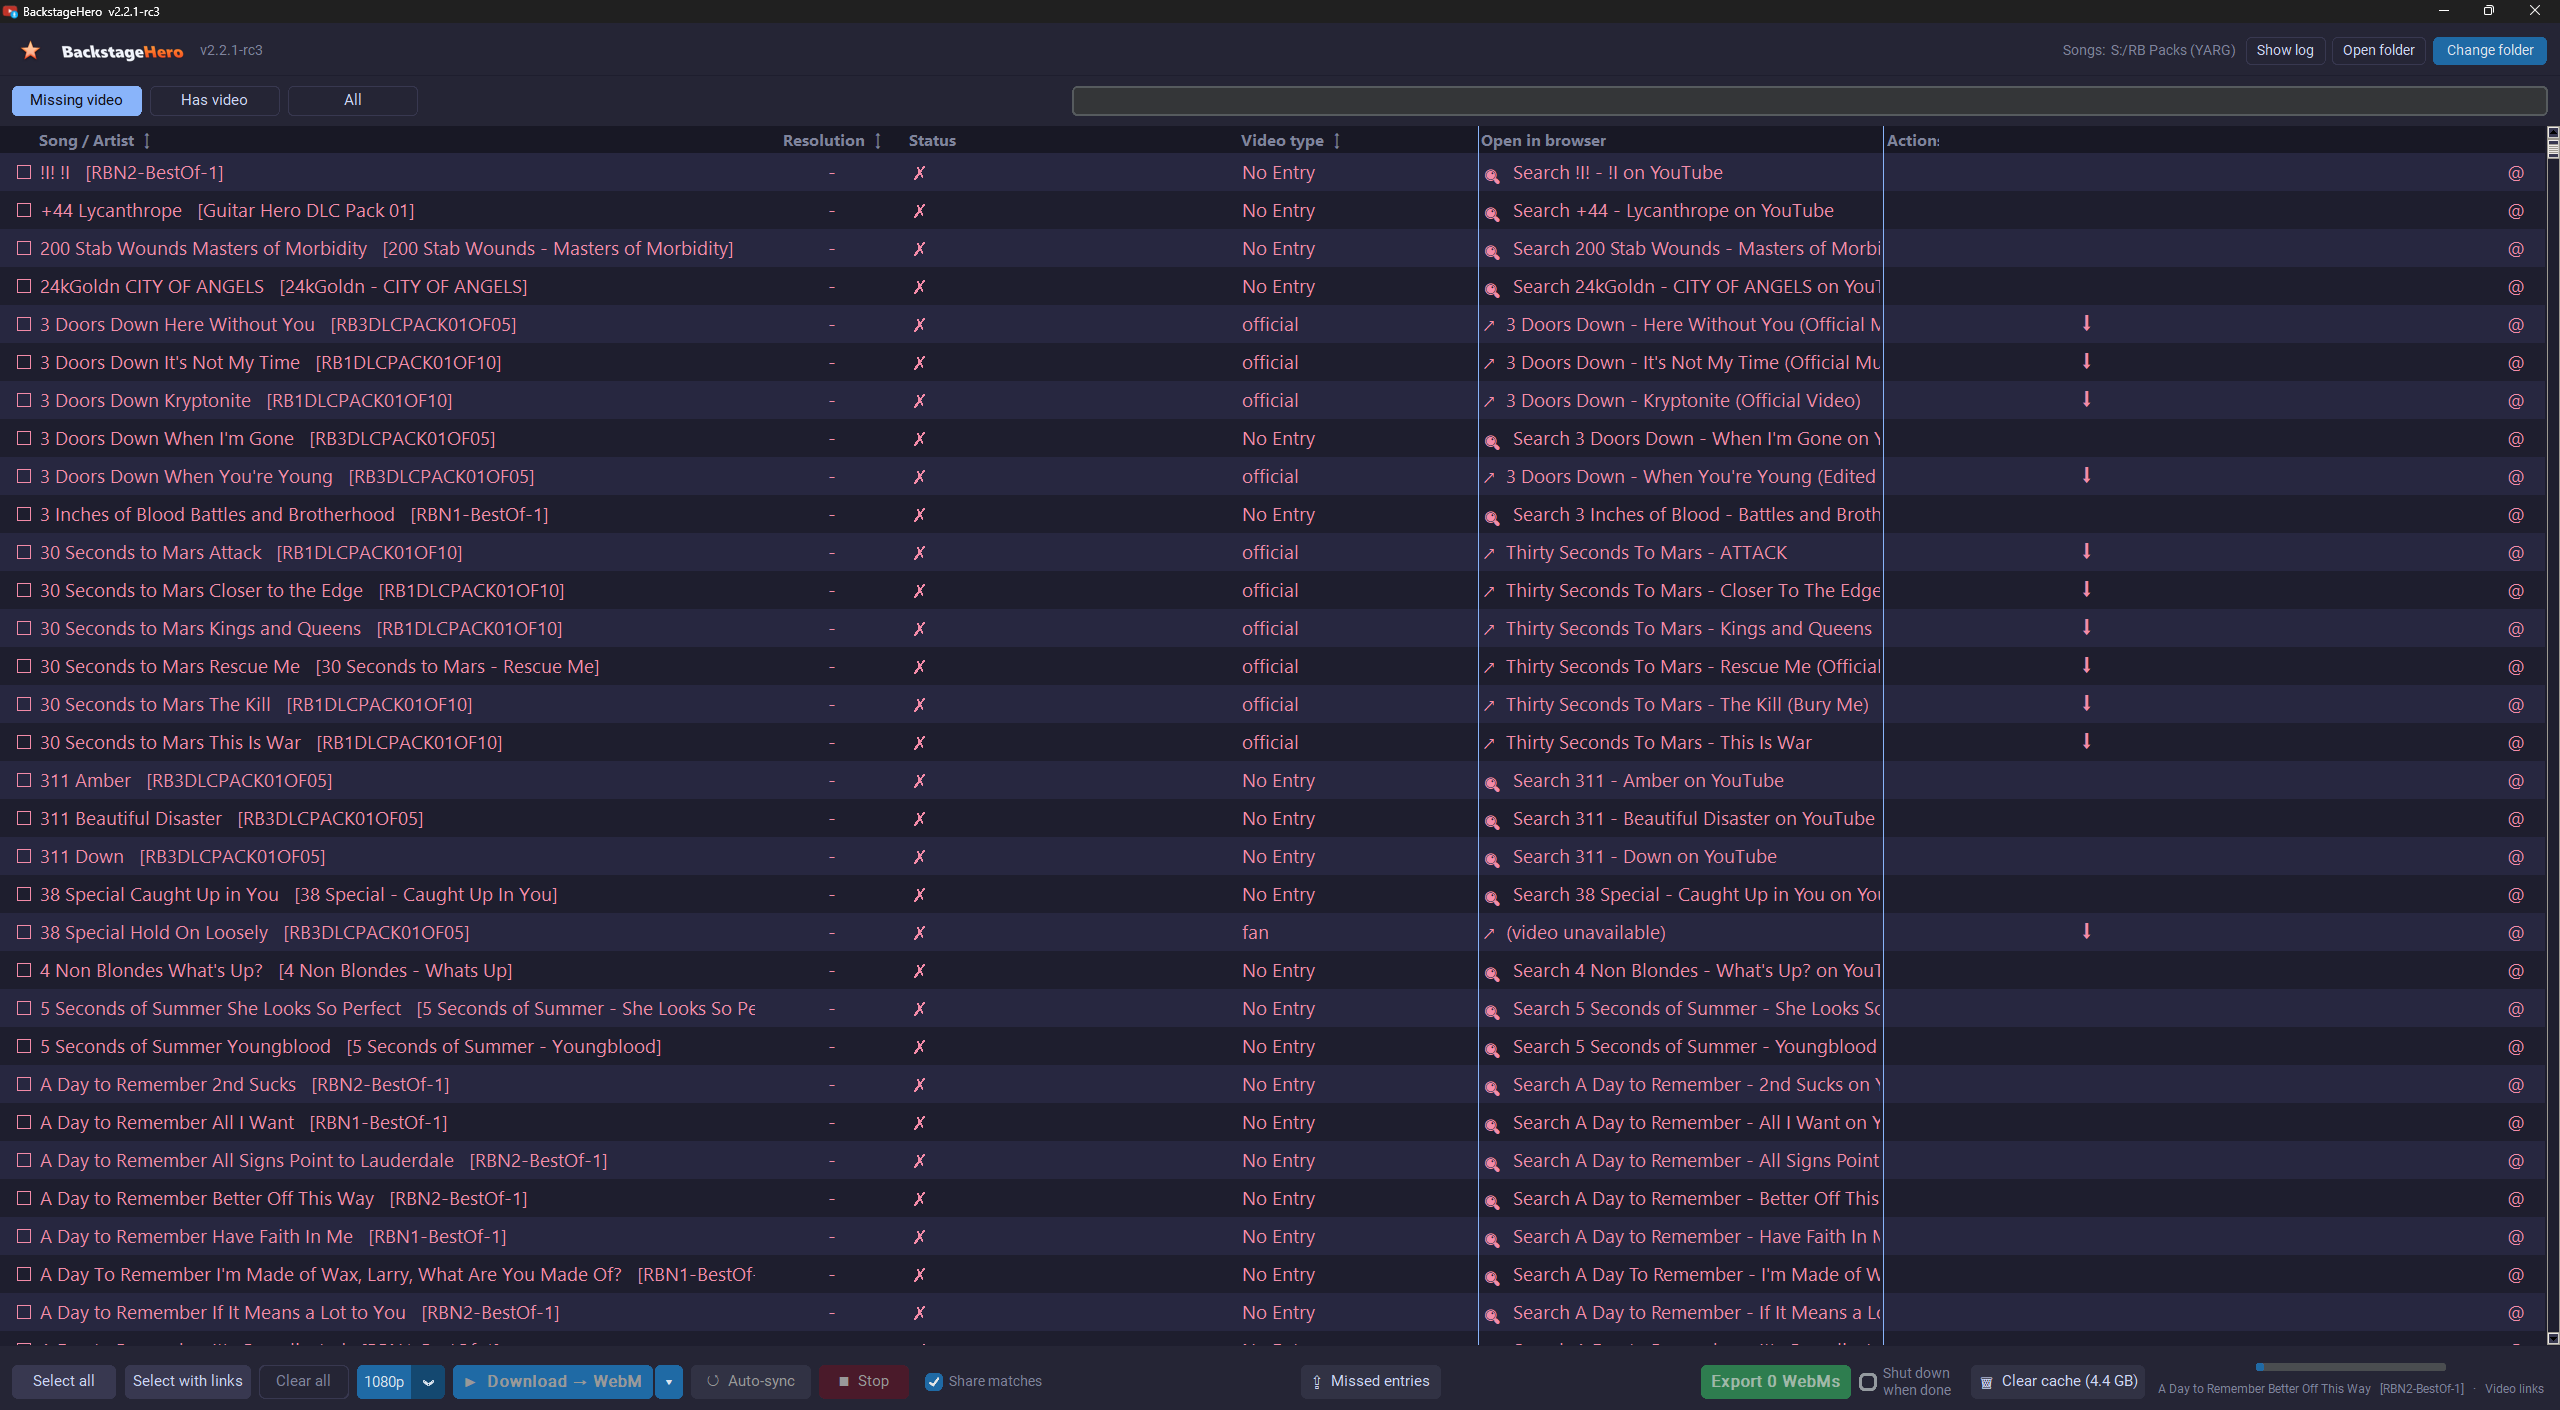 BackstageHero v2.2.1-rc3
BackstageHero v2.2.1-rc3 Songs: S:/RB Packs (YARG) Show log Open folder Change folder
Missing video Has video All
Song / Artist Resolution Status Video type Open in browser Action
!I! !I [RBN2-BestOf-1] - ✗ No Entry Search !I! - !I on YouTube @
+44 Lycanthrope [Guitar Hero DLC Pack 01] - ✗ No Entry Search +44 - Lycanthrope on YouTube @
200 Stab Wounds Masters of Morbidity [200 Stab Wounds - Masters of Morbidity] - ✗ No Entry Search 200 Stab Wounds - Masters of Morbi @
24kGoldn CITY OF ANGELS [24kGoldn - CITY OF ANGELS] - ✗ No Entry Search 24kGoldn - CITY OF ANGELS on You @
3 Doors Down Here Without You [RB3DLCPACK01OF05] - ✗ official ↗ 3 Doors Down - Here Without You (Official ⬇ @
3 Doors Down It's Not My Time [RB1DLCPACK01OF10] - ✗ official ↗ 3 Doors Down - It's Not My Time (Official Mu ⬇ @
3 Doors Down Kryptonite [RB1DLCPACK01OF10] - ✗ official ↗ 3 Doors Down - Kryptonite (Official Video) ⬇ @
3 Doors Down When I'm Gone [RB3DLCPACK01OF05] - ✗ No Entry Search 3 Doors Down - When I'm Gone on @
3 Doors Down When You're Young [RB3DLCPACK01OF05] - ✗ official ↗ 3 Doors Down - When You're Young (Edited ⬇ @
3 Inches of Blood Battles and Brotherhood [RBN1-BestOf-1] - ✗ No Entry Search 3 Inches of Blood - Battles and Broth @
30 Seconds to Mars Attack [RB1DLCPACK01OF10] - ✗ official ↗ Thirty Seconds To Mars - ATTACK ⬇ @
30 Seconds to Mars Closer to the Edge [RB1DLCPACK01OF10] - ✗ official ↗ Thirty Seconds To Mars - Closer To The Edge ⬇ @
30 Seconds to Mars Kings and Queens [RB1DLCPACK01OF10] - ✗ official ↗ Thirty Seconds To Mars - Kings and Queens ⬇ @
30 Seconds to Mars Rescue Me [30 Seconds to Mars - Rescue Me] - ✗ official ↗ Thirty Seconds To Mars - Rescue Me (Official ⬇ @
30 Seconds to Mars The Kill [RB1DLCPACK01OF10] - ✗ official ↗ Thirty Seconds To Mars - The Kill (Bury Me) ⬇ @
30 Seconds to Mars This Is War [RB1DLCPACK01OF10] - ✗ official ↗ Thirty Seconds To Mars - This Is War ⬇ @
311 Amber [RB3DLCPACK01OF05] - ✗ No Entry Search 311 - Amber on YouTube @
311 Beautiful Disaster [RB3DLCPACK01OF05] - ✗ No Entry Search 311 - Beautiful Disaster on YouTube @
311 Down [RB3DLCPACK01OF05] - ✗ No Entry Search 311 - Down on YouTube @
38 Special Caught Up in You [38 Special - Caught Up In You] - ✗ No Entry Search 38 Special - Caught Up in You on You @
38 Special Hold On Loosely [RB3DLCPACK01OF05] - ✗ fan ↗ (video unavailable) ⬇ @
4 Non Blondes What's Up? [4 Non Blondes - Whats Up] - ✗ No Entry Search 4 Non Blondes - What's Up? on You @
5 Seconds of Summer She Looks So Perfect [5 Seconds of Summer - She Looks So Pe - ✗ No Entry Search 5 Seconds of Summer - She Looks So @
5 Seconds of Summer Youngblood [5 Seconds of Summer - Youngblood] - ✗ No Entry Search 5 Seconds of Summer - Youngblood @
A Day to Remember 2nd Sucks [RBN2-BestOf-1] - ✗ No Entry Search A Day to Remember - 2nd Sucks on @
A Day to Remember All I Want [RBN1-BestOf-1] - ✗ No Entry Search A Day to Remember - All I Want on @
A Day to Remember All Signs Point to Lauderdale [RBN2-BestOf-1] - ✗ No Entry Search A Day to Remember - All Signs Point @
A Day to Remember Better Off This Way [RBN2-BestOf-1] - ✗ No Entry Search A Day to Remember - Better Off This @
A Day to Remember Have Faith In Me [RBN1-BestOf-1] - ✗ No Entry Search A Day to Remember - Have Faith In @
A Day To Remember I'm Made of Wax, Larry, What Are You Made Of? [RBN1-BestOf- - ✗ No Entry Search A Day To Remember - I'm Made of @
A Day to Remember If It Means a Lot to You [RBN2-BestOf-1] - ✗ No Entry Search A Day to Remember - If It Means a @
Select all Select with links Clear all 1080p Download → WebM Auto-sync Stop Share matches Missed entries Export 0 WebMs Shut down when done Clear cache (4.4 GB) A Day to Remember Better Off This Way [RBN2-BestOf-1] · Video links